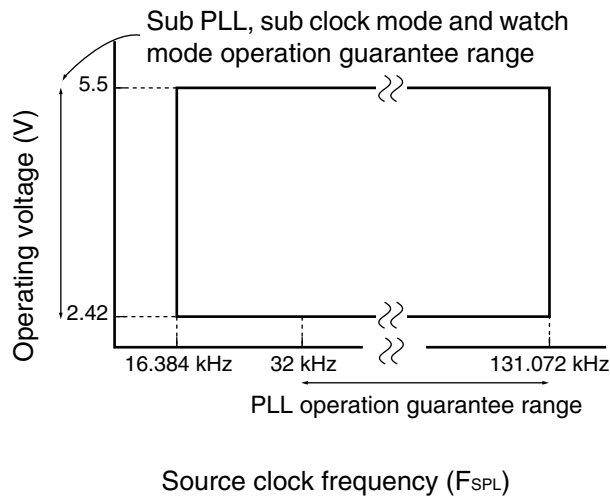 Sub PLL, sub clock mode and watch
mode operation guarantee range
5.5
Operating voltage (V)
2.42
16.384 kHz
32 kHz
131.072 kHz
PLL operation guarantee range
Source clock frequency (FSPL)